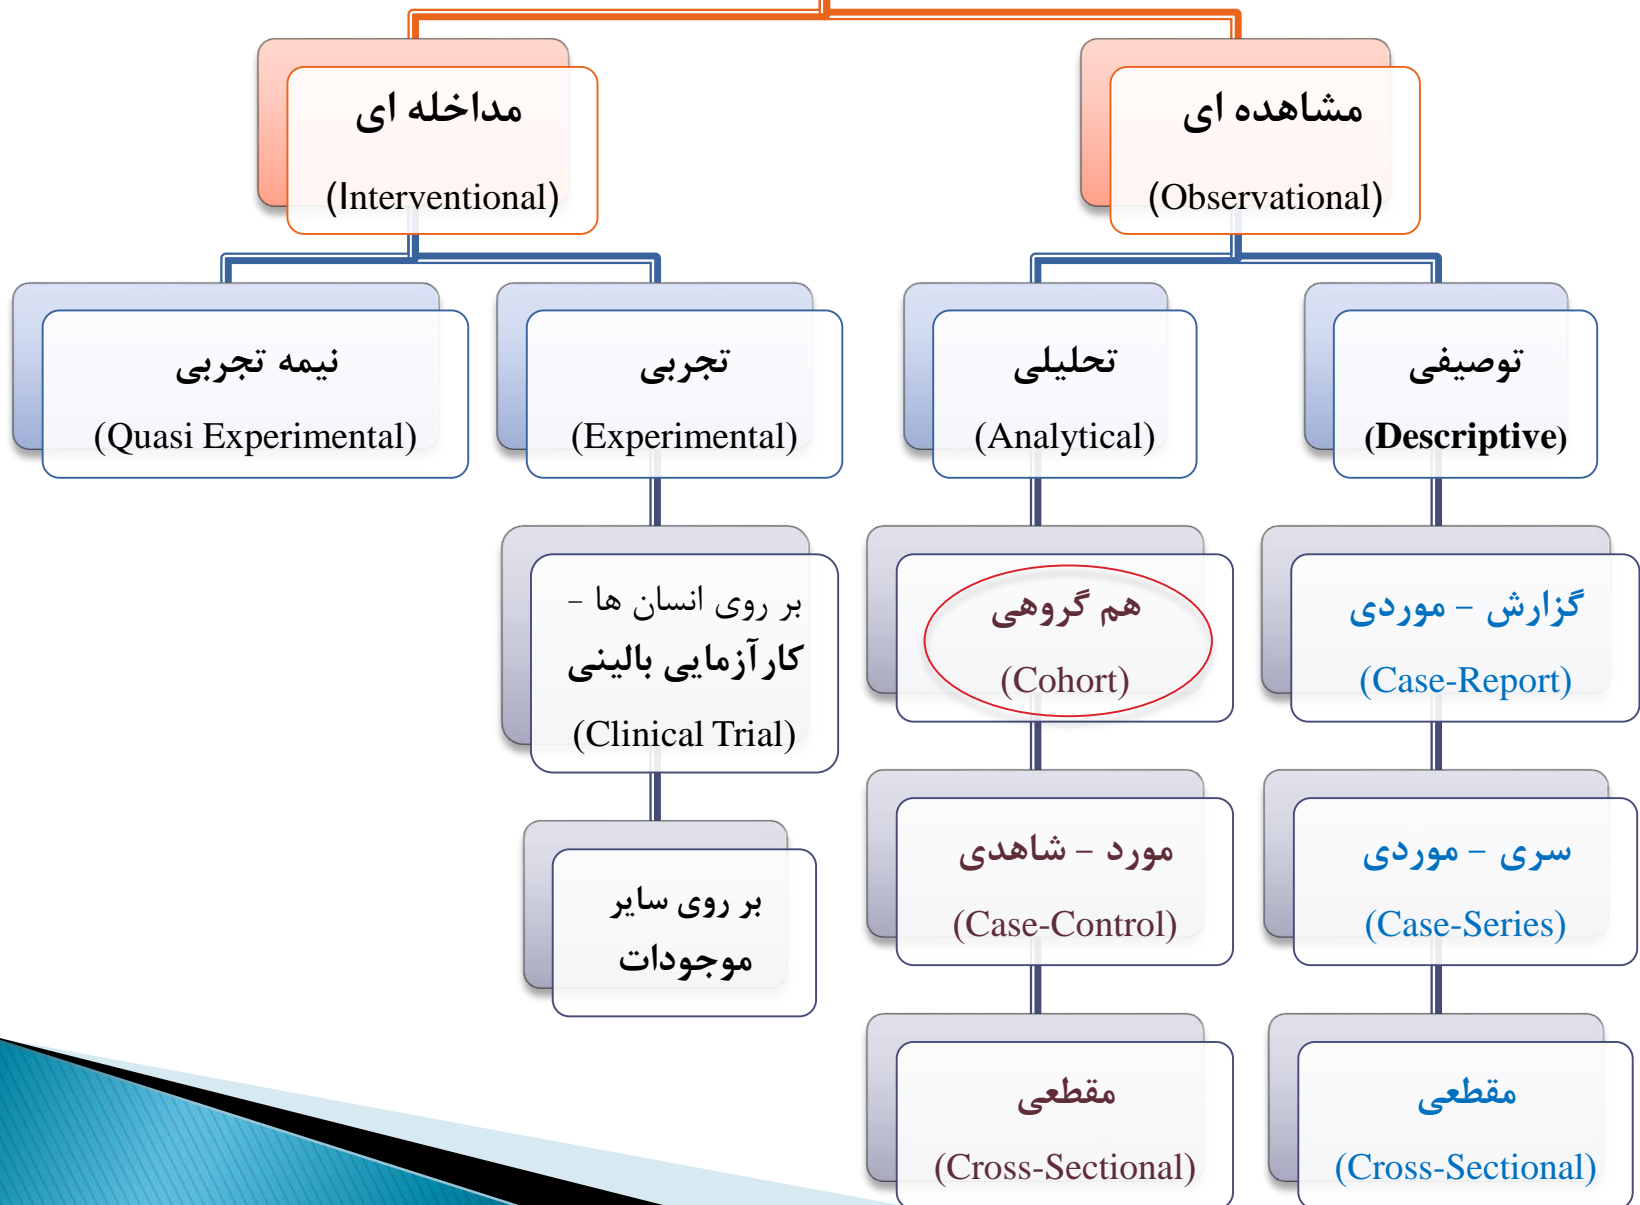 مشاهده ای
(Observational)
مداخله ای
(Interventional)
توصیفی
(Descriptive)
تحلیلی
(Analytical)
تجربی
(Experimental)
نیمه تجربی
(Quasi Experimental)
گزارش - موردی
(Case-Report)
سری - موردی
(Case-Series)
مقطعی
(Cross-Sectional)
هم گروهی
(Cohort)
مورد - شاهدی
(Case-Control)
مقطعی
(Cross-Sectional)
بر روی انسان ها -
کارآزمایی بالینی
(Clinical Trial)
بر روی سایر
موجودات